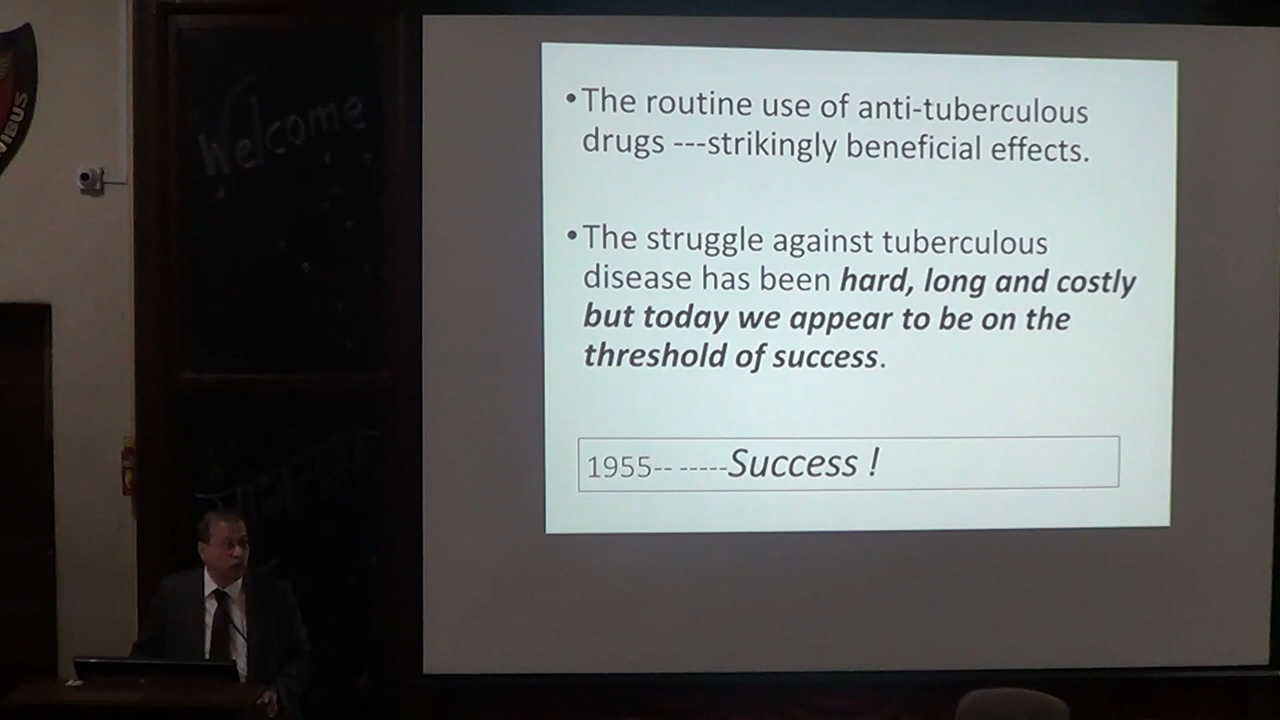 VIBUS
Welcome
•The routine use of anti-tuberculous
drugs ---strikingly beneficial effects.
•The struggle against tuberculous
disease has been hard, long and costly
but today we appear to be on the
threshold of success.
1955-- -----Success !